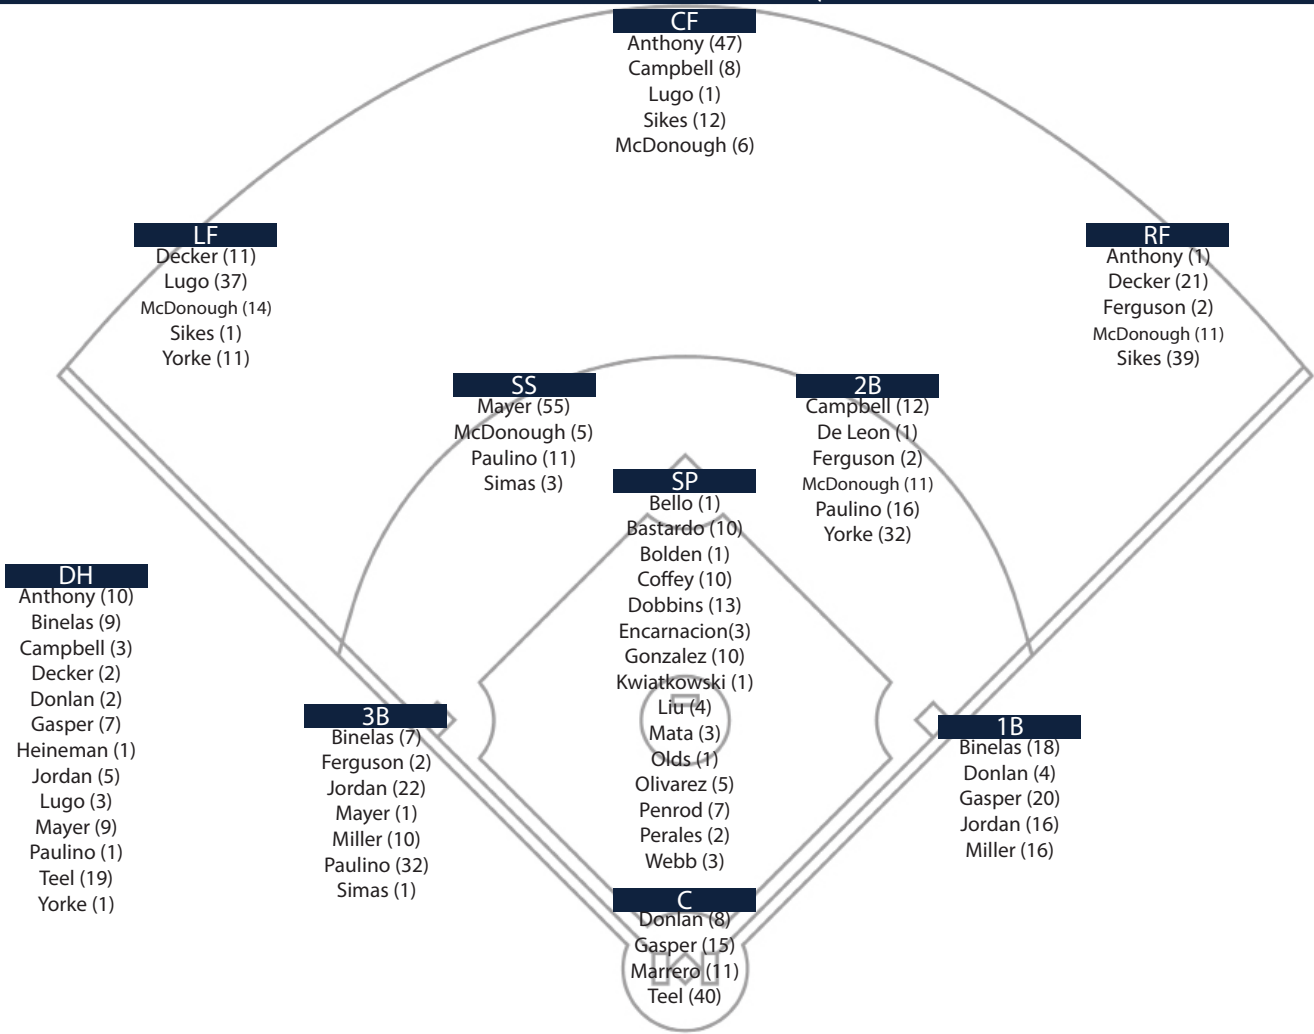 CF
Anthony (47)
Campbell (8)
Lugo (1)
Sikes (12)
McDonough (6)
LF
Decker (11)
Lugo (37)
McDonough (14)
Sikes (1)
Yorke (11)
RF
Anthony (1)
Decker (21)
Ferguson (2)
McDonough (11)
Sikes (39)
SS
Mayer (55)
McDonough (5)
Paulino (11)
Simas (3)
2B
Campbell (12)
De Leon (1)
Ferguson (2)
McDonough (11)
Paulino (16)
Yorke (32)
SP
Bello (1)
Bastardo (10)
Bolden (1)
Coffey (10)
Dobbins (13)
Encarnacion(3)
Gonzalez (10)
Kwiatkowski (1)
Liu (4)
Mata (3)
Olds (1)
Olivarez (5)
Penrod (7)
Perales (2)
Webb (3)
DH
Anthony (10)
Binelas (9)
Campbell (3)
Decker (2)
Donlan (2)
Gasper (7)
Heineman (1)
Jordan (5)
Lugo (3)
Mayer (9)
Paulino (1)
Teel (19)
Yorke (1)
3B
Binelas (7)
Ferguson (2)
Jordan (22)
Mayer (1)
Miller (10)
Paulino (32)
Simas (1)
1B
Binelas (18)
Donlan (4)
Gasper (20)
Jordan (16)
Miller (16)
C
Donlan (8)
Gasper (15)
Marrero (11)
Teel (40)